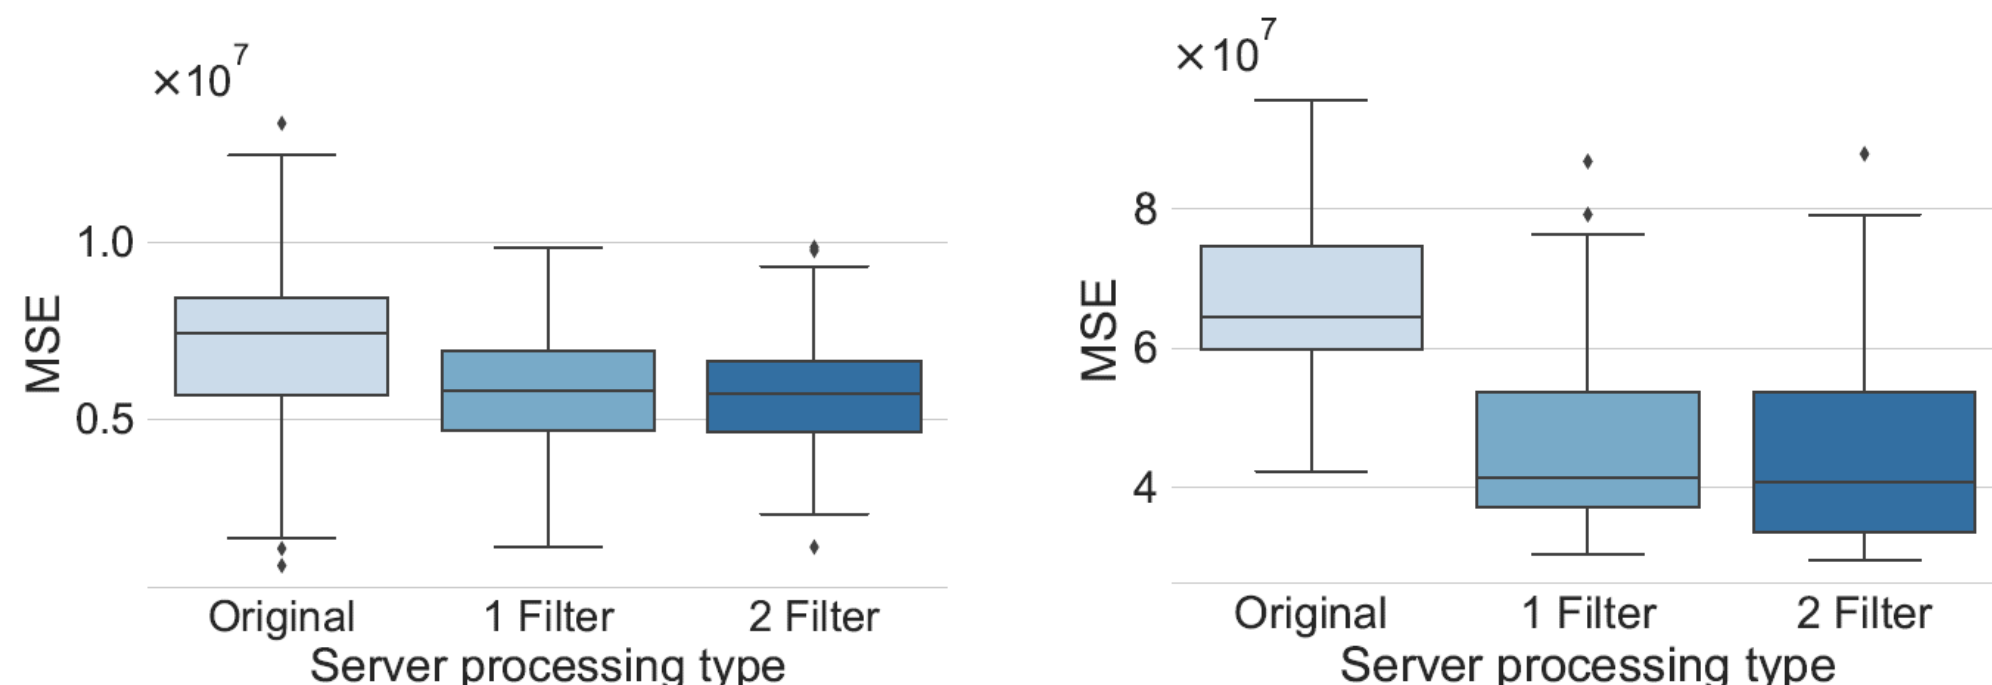 ×10^7
1.0
0.5
MSE
Original 1 Filter 2 Filter
Server processing type
×10^7
8
6
4
MSE
Original 1 Filter 2 Filter
Server processing type